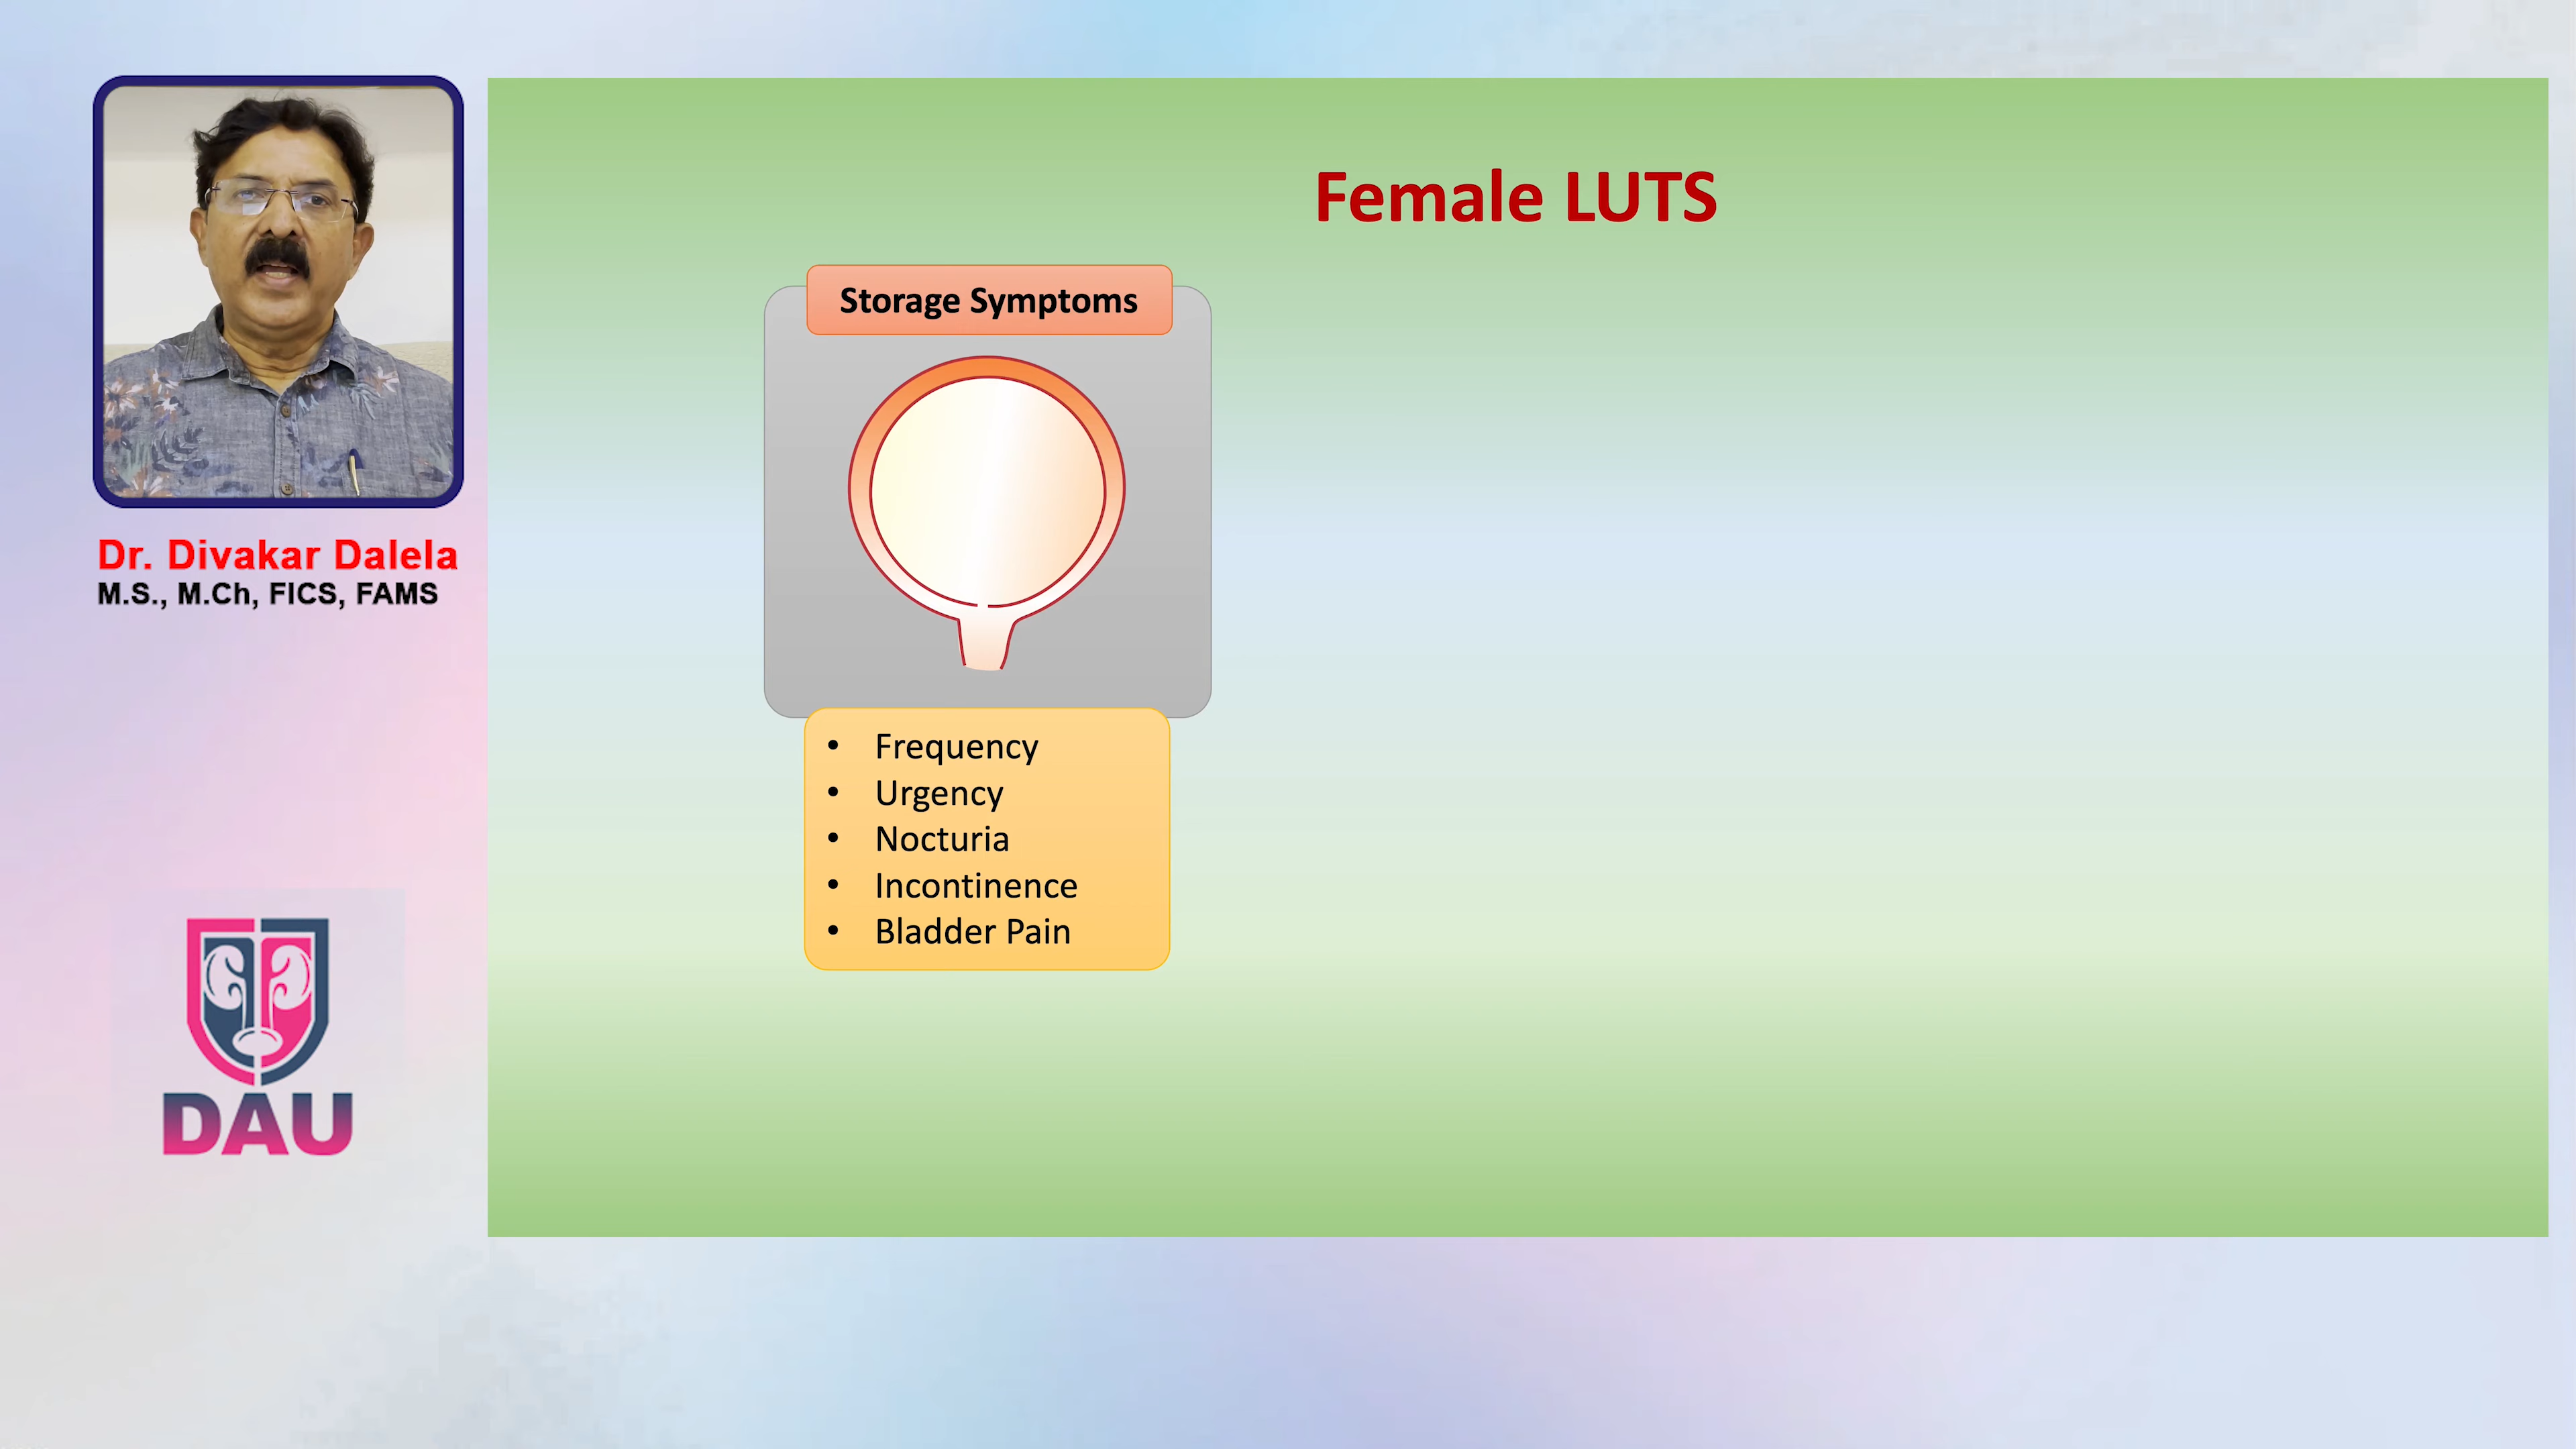 Female LUTS
Storage Symptoms
• Frequency
• Urgency
• Nocturia
• Incontinence
• Bladder Pain
Dr. Divakar Dalela
M.S., M.Ch, FICS, FAMS
DAU